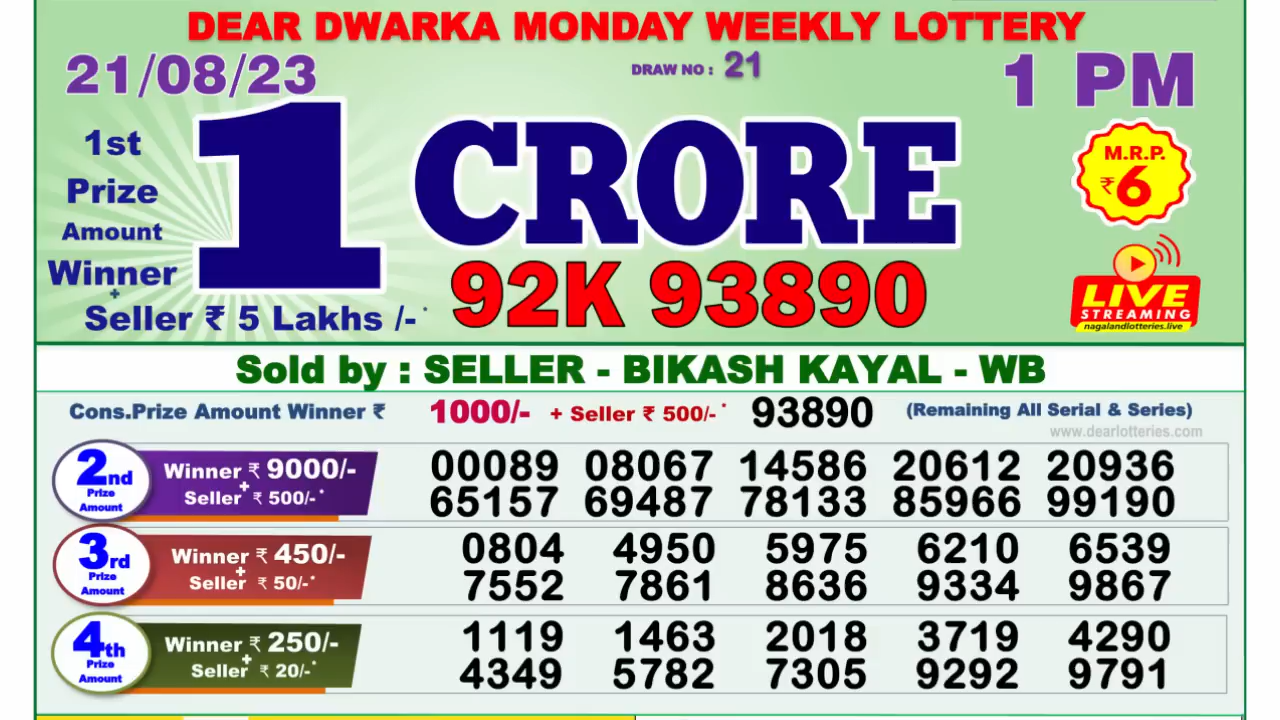 DEAR DWARKA MONDAY WEEKLY LOTTERY
21/08/23
DRAW NO : 21
1 PM
1st
Prize
Amount
Winner
+
Seller ₹ 5 Lakhs /-*
1 CRORE
92K 93890
M.R.P.
₹6
LIVE
STREAMING
nagalandlotteries.live
Sold by : SELLER - BIKASH KAYAL - WB
Cons.Prize Amount Winner ₹ 1000/- + Seller ₹ 500/-* 93890 (Remaining All Serial & Series)
www.dearlotteries.com
2nd
Prize
Amount
Winner ₹ 9000/-
+
Seller ₹ 500/-*
00089 08067 14586 20612 20936
65157 69487 78133 85966 99190
3rd
Prize
Amount
Winner ₹ 450/-
+
Seller ₹ 50/-*
0804 4950 5975 6210 6539
7552 7861 8636 9334 9867
4th
Prize
Amount
Winner ₹ 250/-
+
Seller ₹ 20/-*
1119 1463 2018 3719 4290
4349 5782 7305 9292 9791